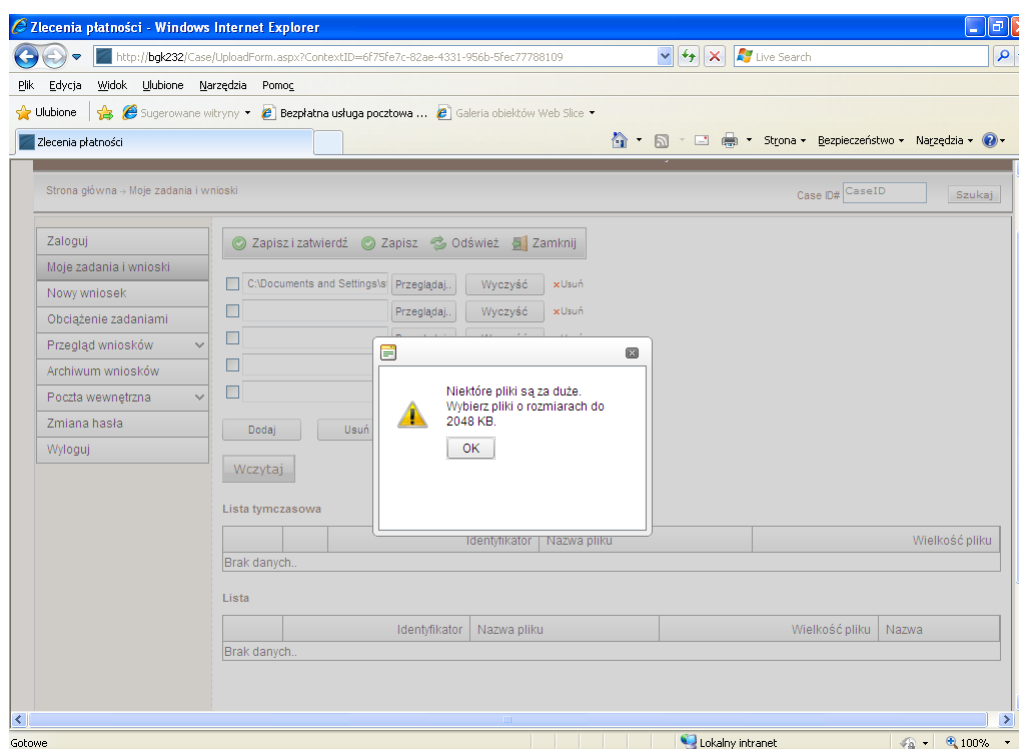 Zlecenia płatności - Windows Internet Explorer
http://bgk232/Case/UploadForm.aspx?ContextID=6f75fe7c-82ae-4331-956b-5fec77788109
Live Search
Plik Edycja Widok Ulubione Narzędzia Pomoc
Ulubione Sugerowane witryny Bezpłatna usługa pocztowa ... Galeria obiektów Web Slice
Zlecenia płatności
Strona Bezpieczeństwo Narzędzia
Strona główna → Moje zadania i wnioski
Case ID# CaseID Szukaj
Zaloguj
Moje zadania i wnioski
Nowy wniosek
Obciążenie zadaniami
Przegląd wniosków
Archiwum wniosków
Poczta wewnętrzna
Zmiana hasła
Wyloguj
Zapisz i zatwierdź Zapisz Odśwież Zamknij
C:\Documents and Settings\s Przeglądaj.. Wyczyść Usuń
Przeglądaj.. Wyczyść Usuń
Niektóre pliki są za duże.
Wybierz pliki o rozmiarach do
2048 KB.
OK
Dodaj Usuń
Wczytaj
Lista tymczasowa
Identyfikator Nazwa pliku Wielkość pliku
Brak danych..
Lista
Identyfikator Nazwa pliku Wielkość pliku Nazwa
Brak danych..
Gotowe Lokalny intranet 100%